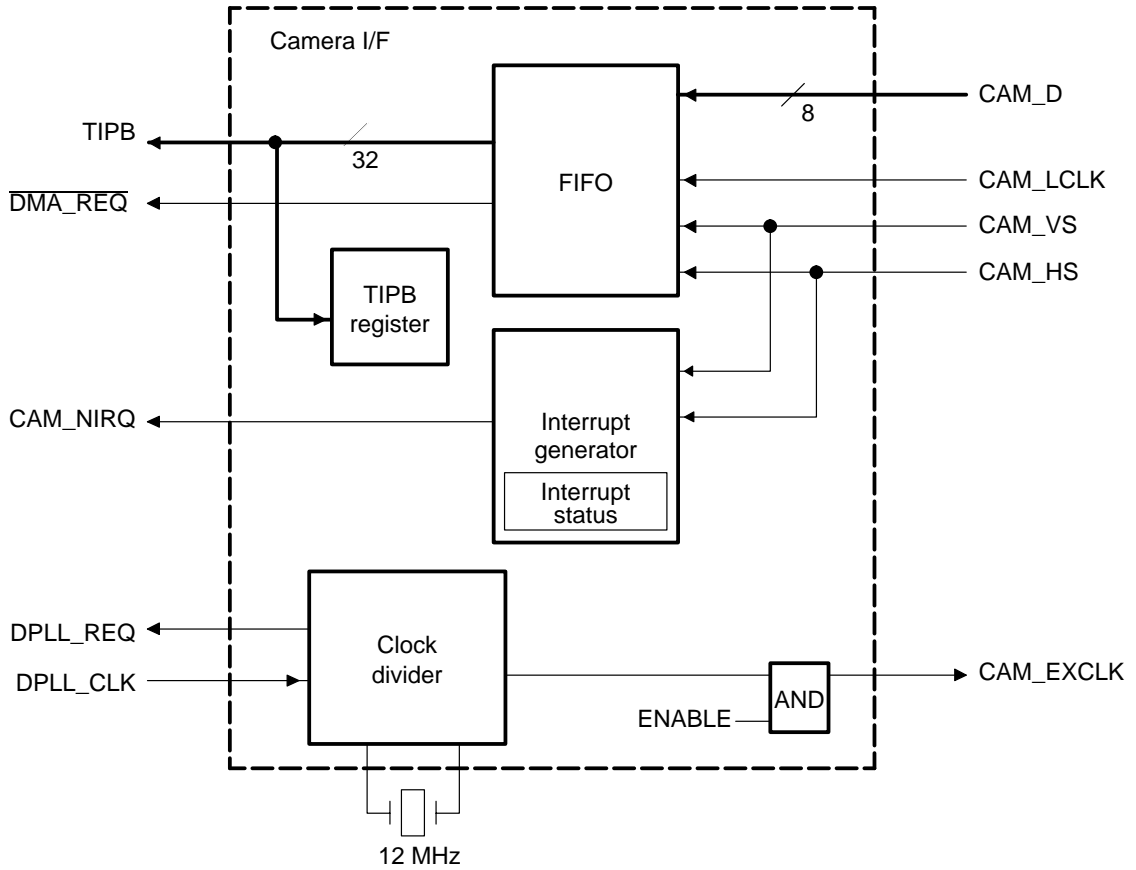 Camera I/F
CAM_D
8
TIPB
32
FIFO
CAM_LCLK
DMA_REQ
CAM_VS
CAM_HS
TIPB
register
CAM_NIRQ
Interrupt
generator
Interrupt
status
DPLL_REQ
DPLL_CLK
Clock
divider
CAM_EXCLK
AND
ENABLE
12 MHz